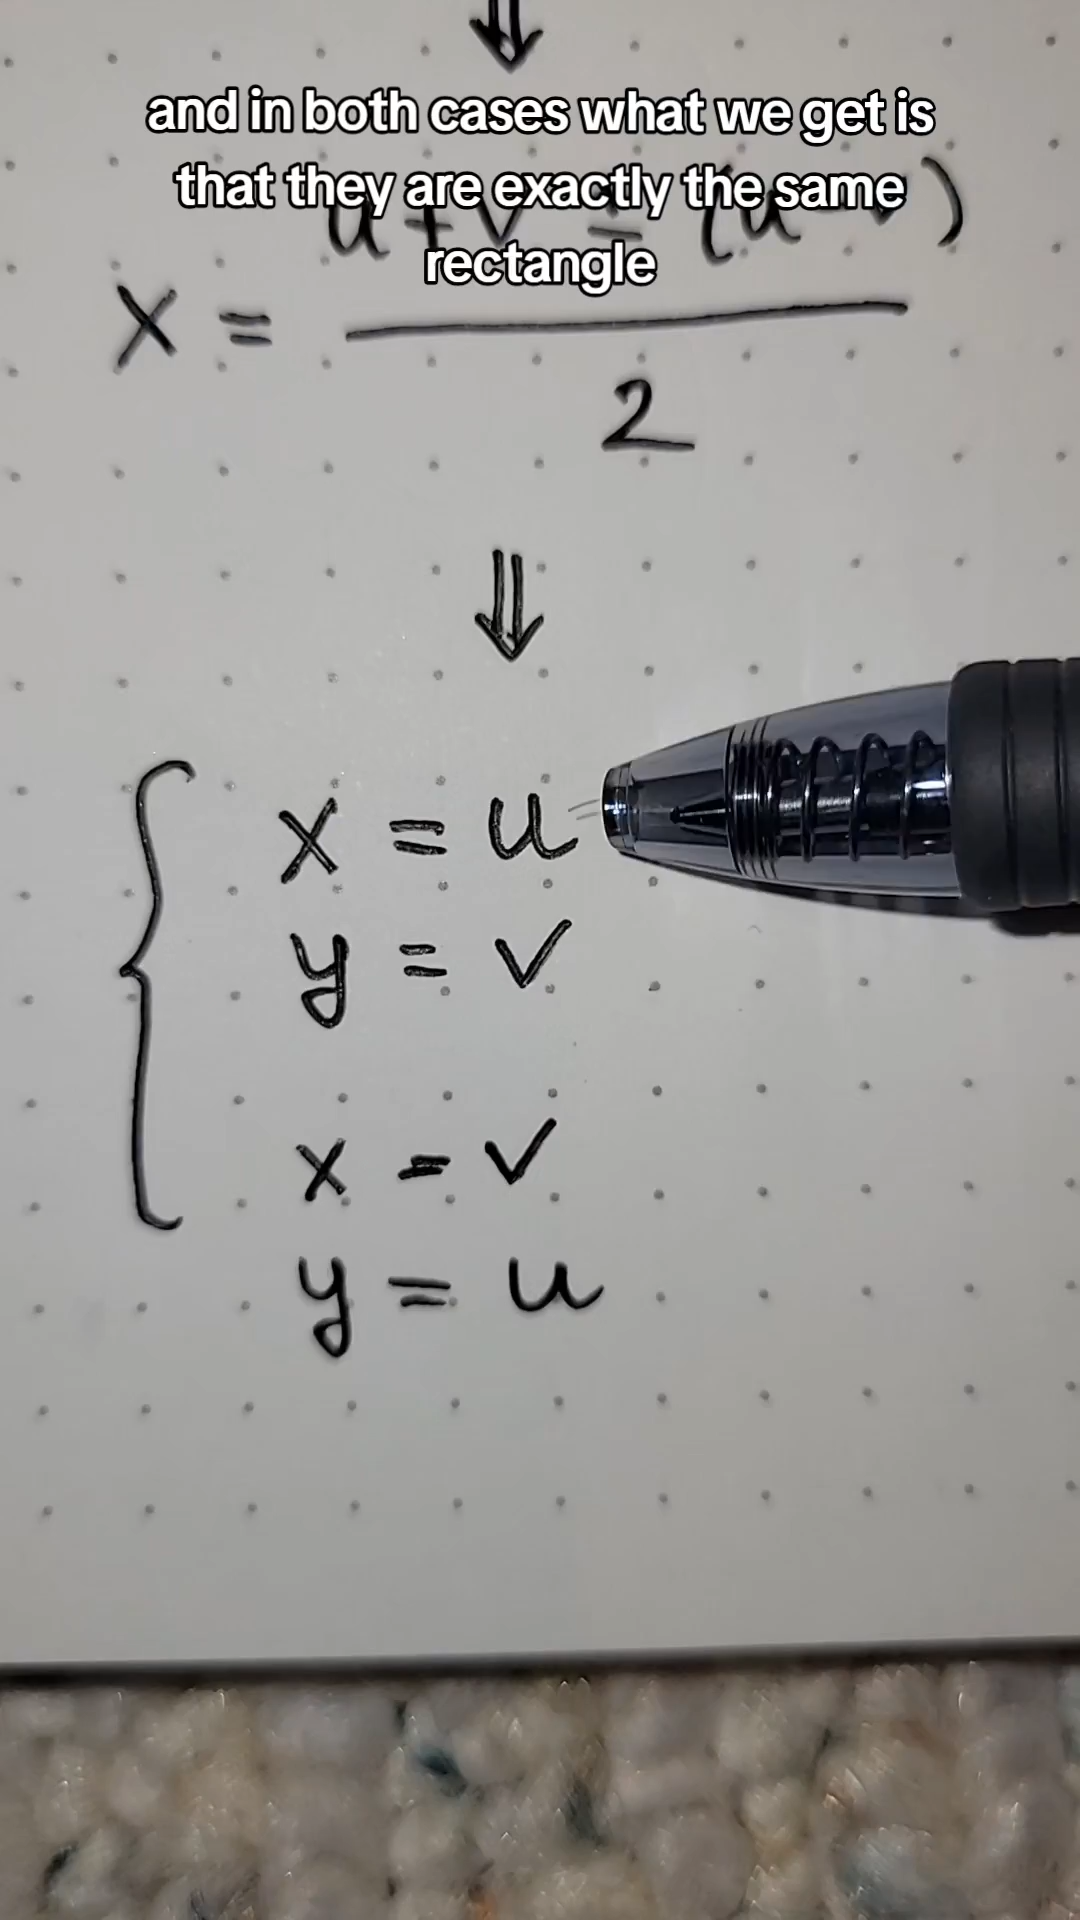 and in both cases what we get is
that they are exactly the same
rectangle
u + v ± (u - v)
x =
2
x = u
y = v
x = v
y = u